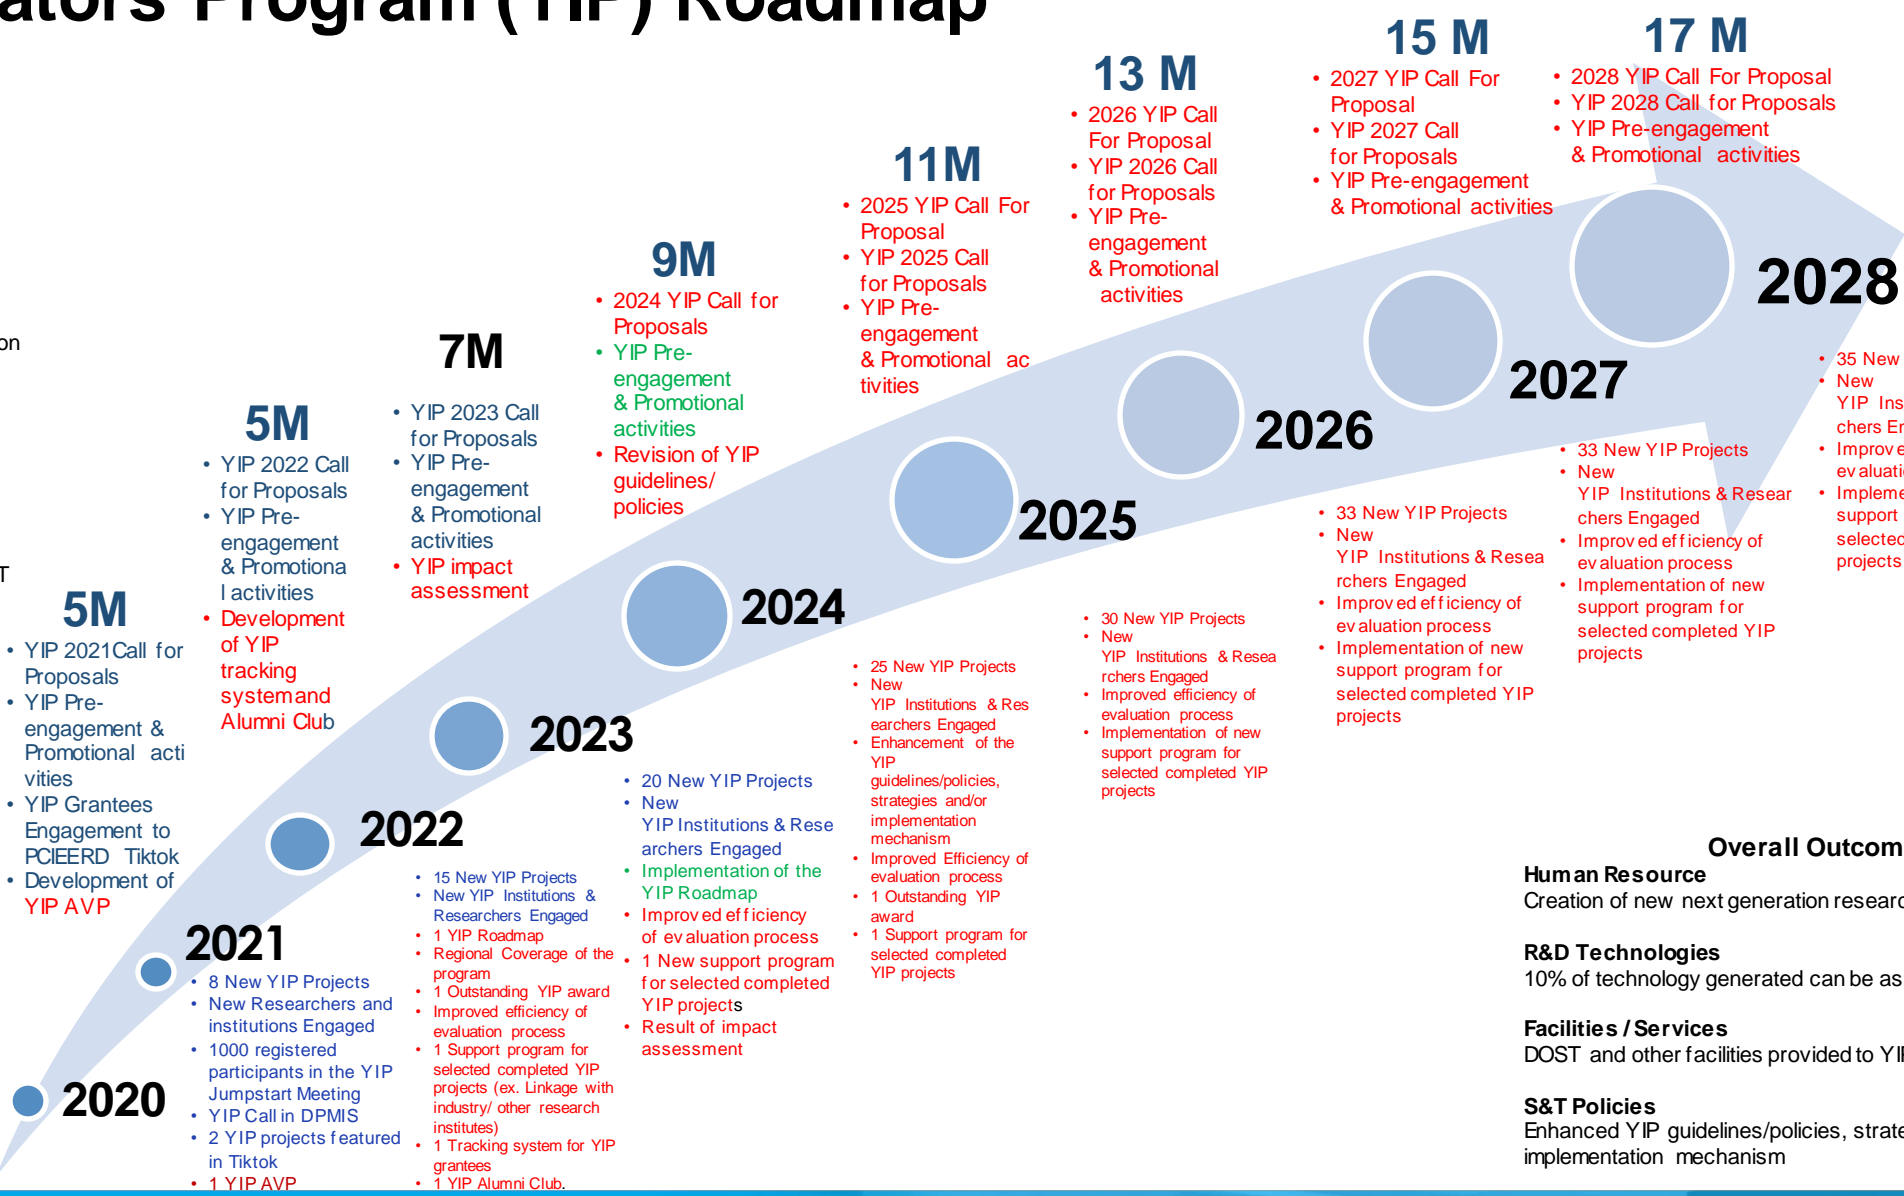 Program (YIP) Roadmap
on
T
5M
• YIP 2021Call for
Proposals
• YIP Pre-
engagement &
Promotional acti
vities
• YIP Grantees
Engagement to
PCIEERD Tiktok
• Development of
YIP AVP
5M
• YIP 2022 Call
for Proposals
• YIP Pre-
engagement
& Promotiona
l activities
• Development
of YIP
tracking
systemand
Alumni Club
7M
• YIP 2023 Call
for Proposals
• YIP Pre-
engagement
& Promotional
activities
• YIP impact
assessment
9M
• 2024 YIP Call for
Proposals
• YIP Pre-
engagement
& Promotional
activities
• Revision of YIP
guidelines/
policies
11M
• 2025 YIP Call For
Proposal
• YIP 2025 Call
for Proposals
• YIP Pre-
engagement
& Promotional ac
tivities
13 M
• 2026 YIP Call
For Proposal
• YIP 2026 Call
for Proposals
• YIP Pre-
engagement
& Promotional
activities
15 M
• 2027 YIP Call For
Proposal
• YIP 2027 Call
for Proposals
• YIP Pre-engagement
& Promotional activities
17 M
• 2028 YIP Call For Proposal
• YIP 2028 Call for Proposals
• YIP Pre-engagement
& Promotional activities
2020
2021
2022
2023
2024
2025
2026
2027
2028
• 8 New YIP Projects
• New Researchers and
institutions Engaged
• 1000 registered
participants in the YIP
Jumpstart Meeting
• YIP Call in DPMIS
• 2 YIP projects featured
in Tiktok
• 1 YIP AVP
• 15 New YIP Projects
• New YIP Institutions &
Researchers Engaged
• 1 YIP Roadmap
• Regional Coverage of the
program
• 1 Outstanding YIP award
• Improved efficiency of
evaluation process
• 1 Support program for
selected completed YIP
projects (ex. Linkage with
industry/ other research
institutes)
• 1 Tracking system for YIP
grantees
• 1 YIP Alumni Club.
• 20 New YIP Projects
• New
YIP Institutions & Rese
archers Engaged
• Implementation of the
YIP Roadmap
• Improved efficiency
of evaluation process
• 1 New support program
for selected completed
YIP projects
• Result of impact
assessment
• 25 New YIP Projects
• New
YIP Institutions & Res
earchers Engaged
• Enhancement of the
YIP
guidelines/policies,
strategies and/or
implementation
mechanism
• Improved Efficiency of
evaluation process
• 1 Outstanding YIP
award
• 1 Support program for
selected completed
YIP projects
• 30 New YIP Projects
• New
YIP Institutions & Resea
rchers Engaged
• Improved efficiency of
evaluation process
• Implementation of new
support program for
selected completed YIP
projects
• 33 New YIP Projects
• New
YIP Institutions & Resea
rchers Engaged
• Improved efficiency of
evaluation process
• Implementation of new
support program for
selected completed YIP
projects
• 33 New YIP Projects
• New
YIP Institutions & Resear
chers Engaged
• Improved efficiency of
evaluation process
• Implementation of new
support program for
selected completed YIP
projects
• 35 New
• New
YIP Ins
chers En
• Improve
evaluati
• Impleme
support
selected
projects
Overall Outcom
Human Resource
Creation of new next generation researc
R&D Technologies
10% of technology generated can be as
Facilities / Services
DOST and other facilities provided to YI
S&T Policies
Enhanced YIP guidelines/policies, strate
implementation mechanism